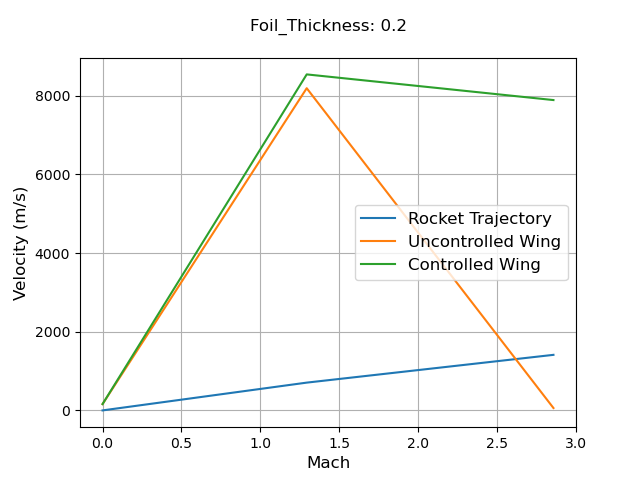 Foil_Thickness: 0.2
8000
6000
4000
2000
0
Velocity (m/s)
Rocket Trajectory
Uncontrolled Wing
Controlled Wing
0.0 0.5 1.0 1.5 2.0 2.5 3.0
Mach